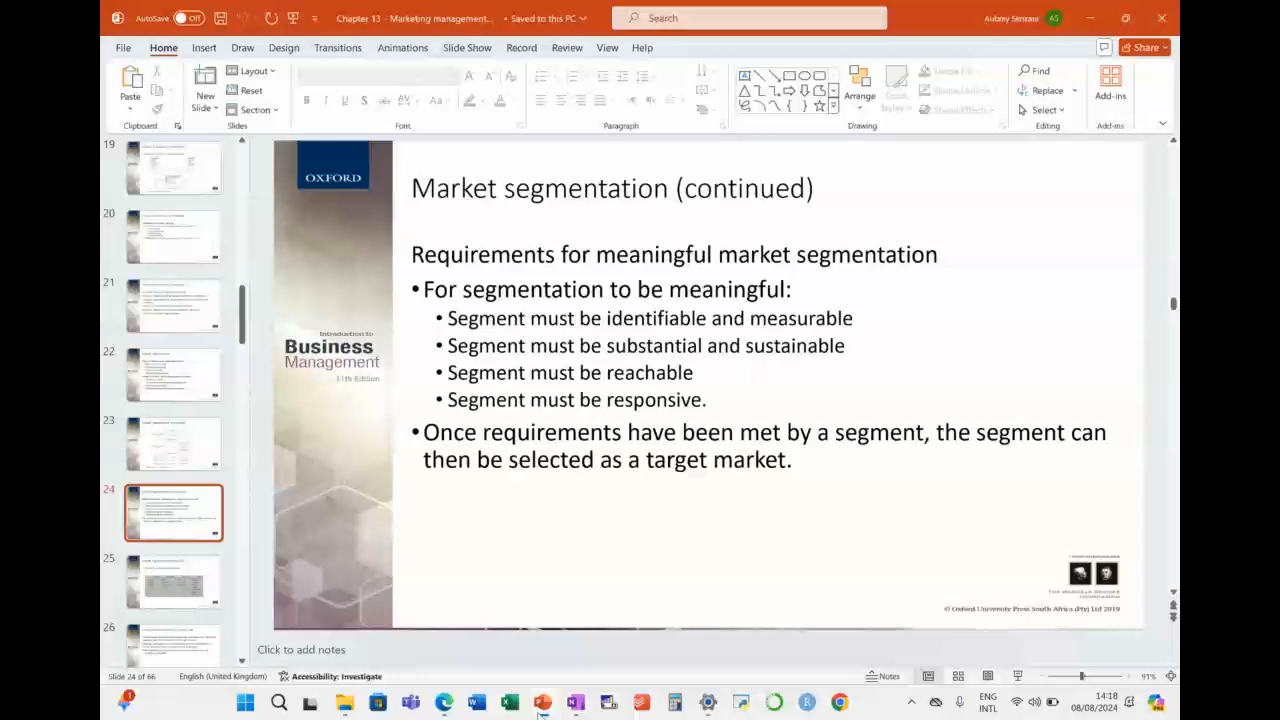 AutoSave Off
Chapter 13 - Marketing management... • Saved to this PC
Search
Aubrey Sensau AS
File Home Insert Draw Design Transitions Animations Slide Show Record Review View Help
Share
Paste
New
Slide
Layout
Reset
Section
Arrange
Find
Replace
Select
Add-ins
Clipboard Slides Font Paragraph Drawing Editing Add-ins
19
20
21
22
23
24
25
26
OXFORD
Introduction to
Business
Management
11th Edition
Market segmentation (continued)
Requirements for meaningful market segmentation
• For segmentation to be meaningful:
• Segment must be identifiable and measurable
• Segment must be substantial and sustainable
• Segment must be reachable
• Segment must be responsive.
• Once requirements have been met by a segment, the segment can
then be selected as a target market.
© Oxford University Press South Africa (Pty) Ltd 2019
Click to add notes
Slide 24 of 66 English (United Kingdom) Accessibility: Investigate Notes 91%
ENG
INTL
14:18
08/08/2024